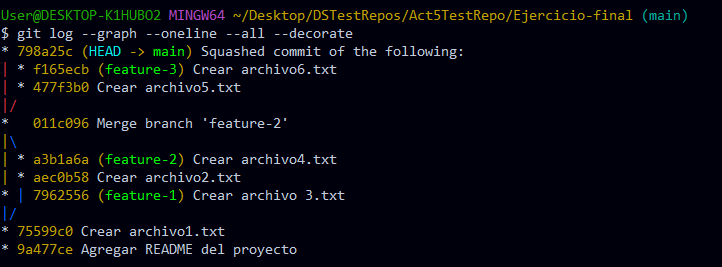 User@DESKTOP-K1HUBO2 MINGW64 ~/Desktop/DSTestRepos/Act5TestRepo/Ejercicio-final (main)
$ git log --graph --oneline --all --decorate
* 798a25c (HEAD -> main) Squashed commit of the following:
| * f165ecb (feature-3) Crear archivo6.txt
| * 477f3b0 Crear archivo5.txt
|/
*   011c096 Merge branch 'feature-2'
|\
| * a3b1a6a (feature-2) Crear archivo4.txt
| * aec0b58 Crear archivo2.txt
* | 7962556 (feature-1) Crear archivo 3.txt
|/
* 75599c0 Crear archivo1.txt
* 9a477ce Agregar README del proyecto